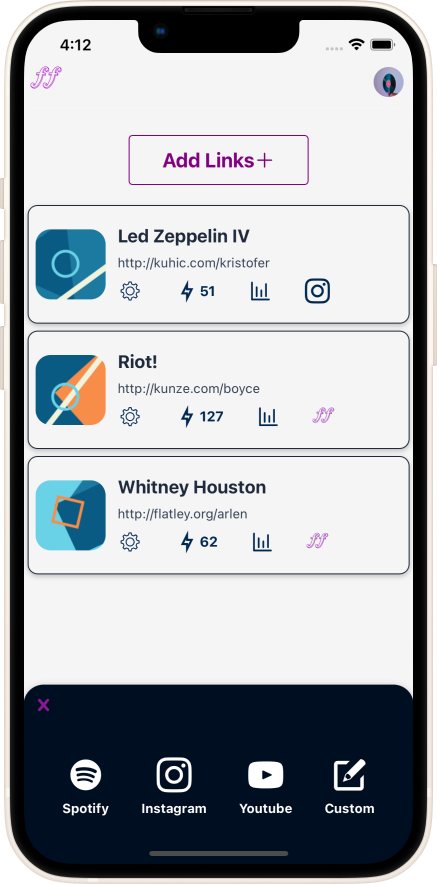 4:12
ff
Add Links+
Led Zeppelin IV
http://kuhic.com/kristofer
51
Riot!
http://kunze.com/boyce
127
ff
Whitney Houston
http://flatley.org/arlen
62
ff
Spotify Instagram Youtube Custom